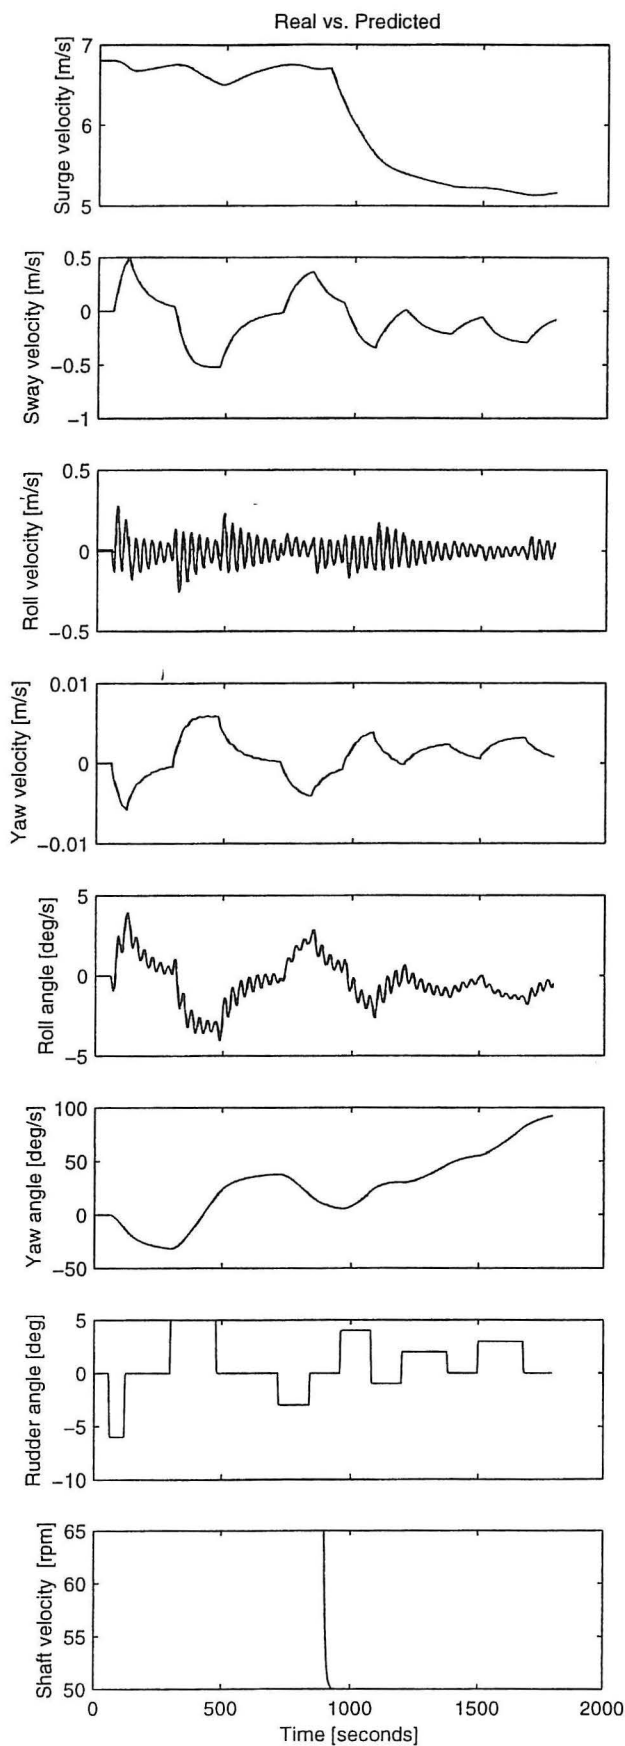 Real vs. Predicted
Surge velocity [m/s]
7
6
5
Sway velocity [m/s]
0.5
0
−0.5
−1
Roll velocity [m/s]
0.5
0
−0.5
Yaw velocity [m/s]
0.01
0
−0.01
Roll angle [deg/s]
5
0
−5
Yaw angle [deg/s]
100
50
0
−50
Rudder angle [deg]
5
0
−5
−10
Shaft velocity [rpm]
65
60
55
50
0 500 1000 1500 2000
Time [seconds]